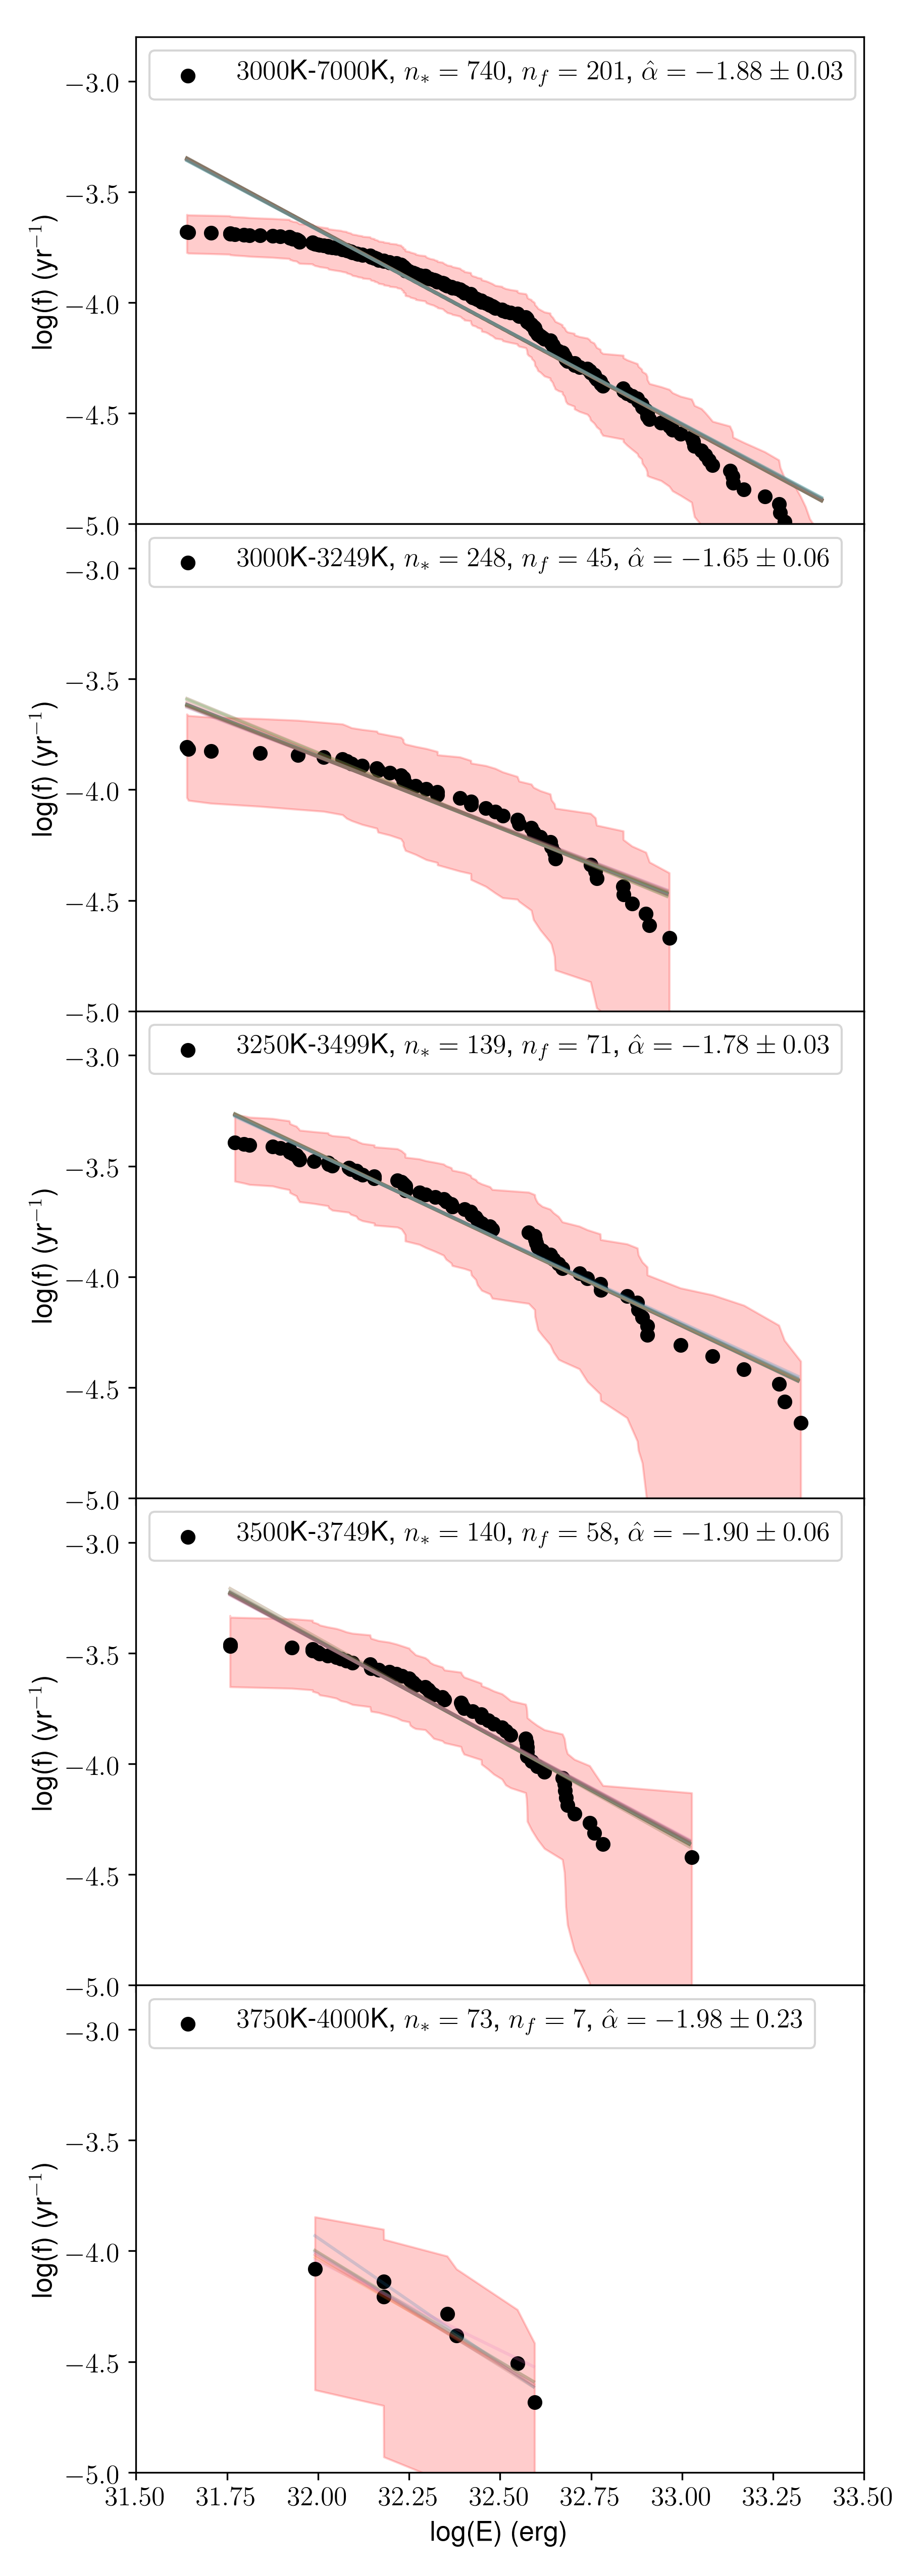 3000K-7000K, n* = 740, nf = 201, α̂ = −1.88 ± 0.03
−3.0
−3.5
−4.0
−4.5
−5.0
log(f) (yr−1)
3000K-3249K, n* = 248, nf = 45, α̂ = −1.65 ± 0.06
−3.0
−3.5
−4.0
−4.5
−5.0
log(f) (yr−1)
3250K-3499K, n* = 139, nf = 71, α̂ = −1.78 ± 0.03
−3.0
−3.5
−4.0
−4.5
−5.0
log(f) (yr−1)
3500K-3749K, n* = 140, nf = 58, α̂ = −1.90 ± 0.06
−3.0
−3.5
−4.0
−4.5
−5.0
log(f) (yr−1)
3750K-4000K, n* = 73, nf = 7, α̂ = −1.98 ± 0.23
−3.0
−3.5
−4.0
−4.5
−5.0
log(f) (yr−1)
31.50 31.75 32.00 32.25 32.50 32.75 33.00 33.25 33.50
log(E) (erg)